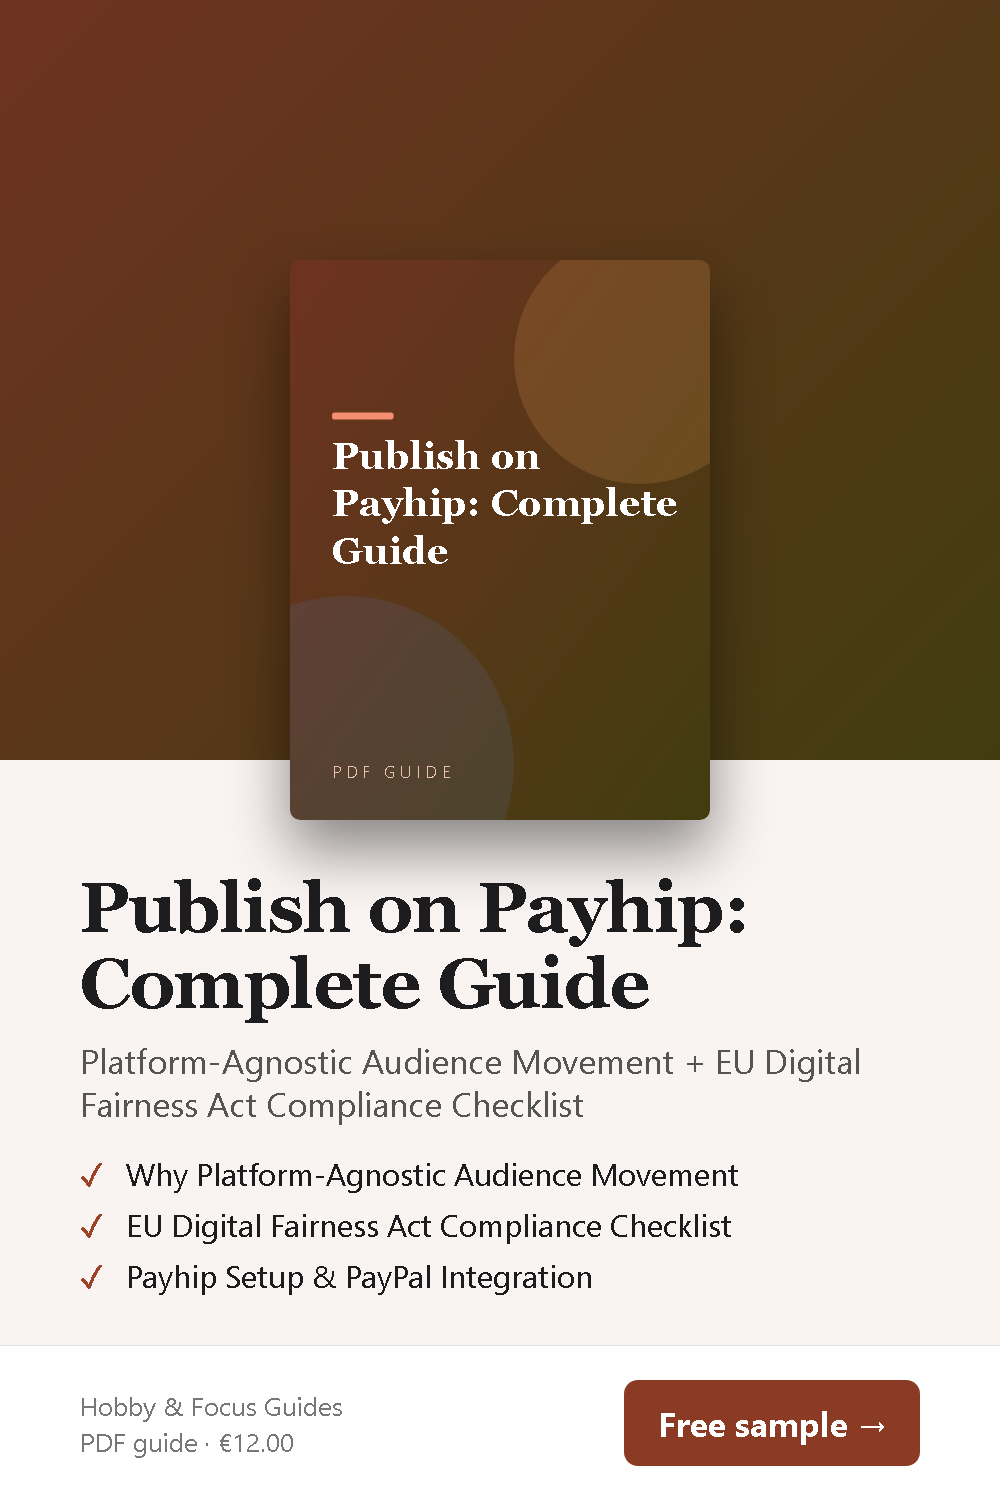 Publish on
Payhip: Complete
Guide
PDF GUIDE
Publish on Payhip:
Complete Guide
Platform-Agnostic Audience Movement + EU Digital
Fairness Act Compliance Checklist
✓ Why Platform-Agnostic Audience Movement
✓ EU Digital Fairness Act Compliance Checklist
✓ Payhip Setup & PayPal Integration
Hobby & Focus Guides
PDF guide · €12.00
Free sample →